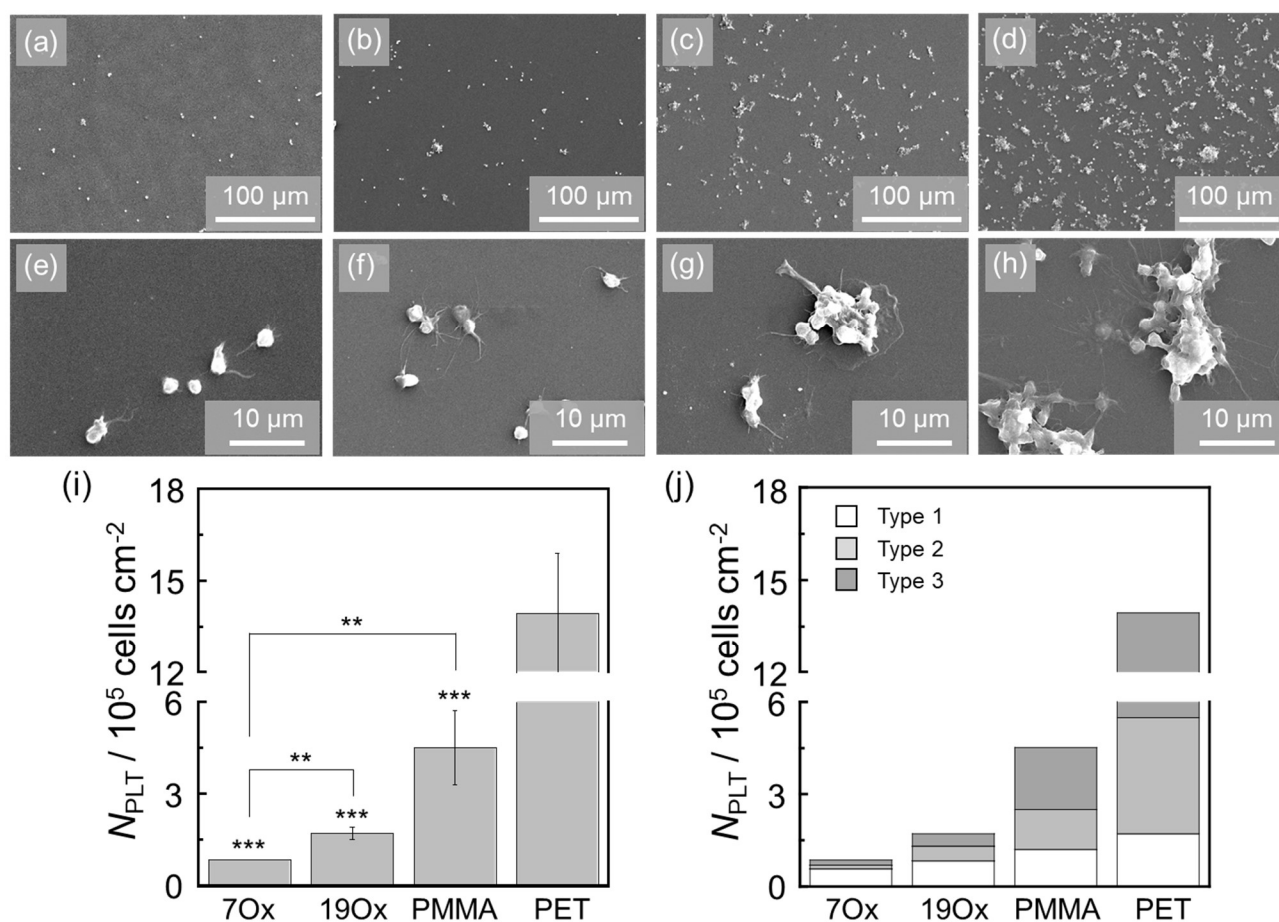 (a)
(b)
(c)
(d)
100 μm
100 μm
100 μm
100 μm
(e)
(f)
(g)
(h)
10 μm
10 μm
10 μm
10 μm
(i)
N_PLT / 10⁵ cells cm⁻²
18
15
12
6
3
0
**
***
**
***
***
7Ox
19Ox
PMMA
PET
(j)
N_PLT / 10⁵ cells cm⁻²
18
15
12
6
3
0
Type 1
Type 2
Type 3
7Ox
19Ox
PMMA
PET